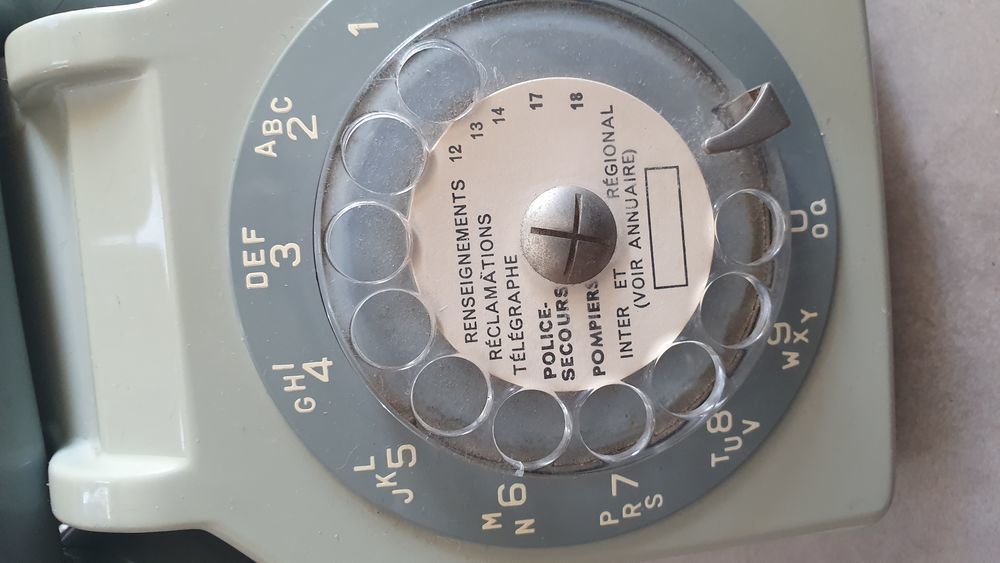 1
ABC
2
DEF
3
GHI
4
JKL
5
MN
6
PRS
7
TUV
8
WXY
9
0
OQ
RENSEIGNEMENTS 12
RÉCLAMATIONS 13
TÉLÉGRAPHE 14
POLICE-
SECOURS 17
POMPIERS 18
INTER ET RÉGIONAL
(VOIR ANNUAIRE)